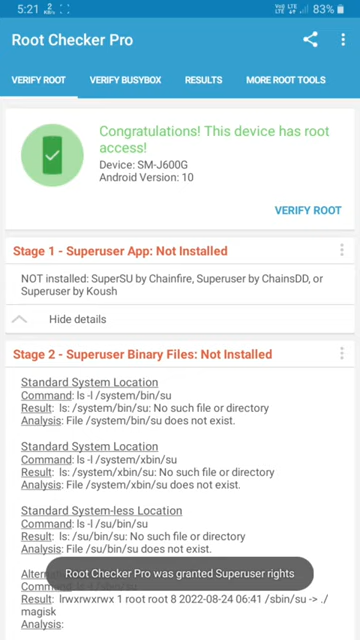 5:21 2 KB/s VoI) LTE LTE 83%
Root Checker Pro
VERIFY ROOT VERIFY BUSYBOX RESULTS MORE ROOT TOOLS
Congratulations! This device has root
access!
Device: SM-J600G
Android Version: 10
VERIFY ROOT
Stage 1 - Superuser App: Not Installed
NOT installed: SuperSU by Chainfire, Superuser by ChainsDD, or
Superuser by Koush
Hide details
Stage 2 - Superuser Binary Files: Not Installed
Standard System Location
Command: ls -l /system/bin/su
Result: ls: /system/bin/su: No such file or directory
Analysis: File /system/bin/su does not exist.
Standard System Location
Command: ls -l /system/xbin/su
Result: ls: /system/xbin/su: No such file or directory
Analysis: File /system/xbin/su does not exist.
Standard System-less Location
Command: ls -l /su/bin/su
Result: ls: /su/bin/su: No such file or directory
Analysis: File /su/bin/su does not exist.
Root Checker Pro was granted Superuser rights
Result: lrwxrwxrwx 1 root root 8 2022-08-24 06:41 /sbin/su -> ./
magisk
Analysis: